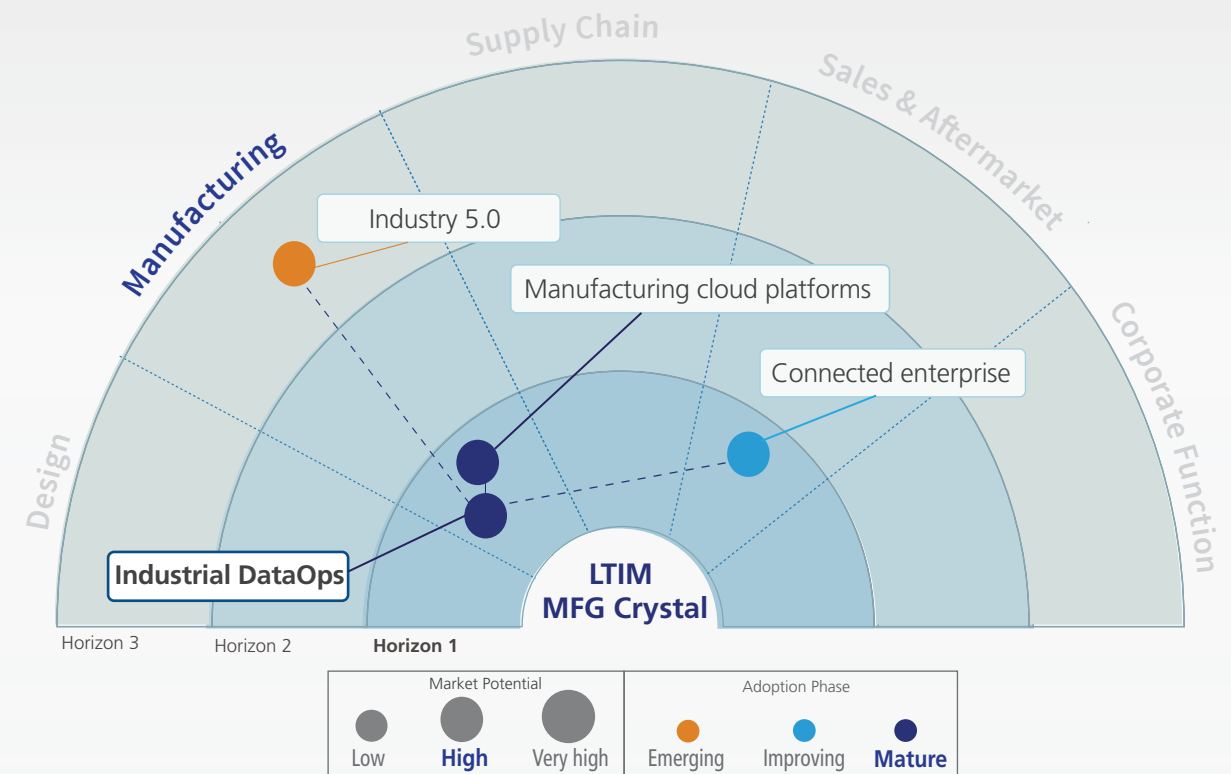 Supply Chain
Sales & Aftermarket
Manufacturing
Industry 5.0
Manufacturing cloud platforms
Corporate Function
Connected enterprise
Design
Industrial DataOps
LTIM
MFG Crystal
Horizon 3
Horizon 2
Horizon 1
Market Potential
Low
High
Very high
Adoption Phase
Emerging
Improving
Mature